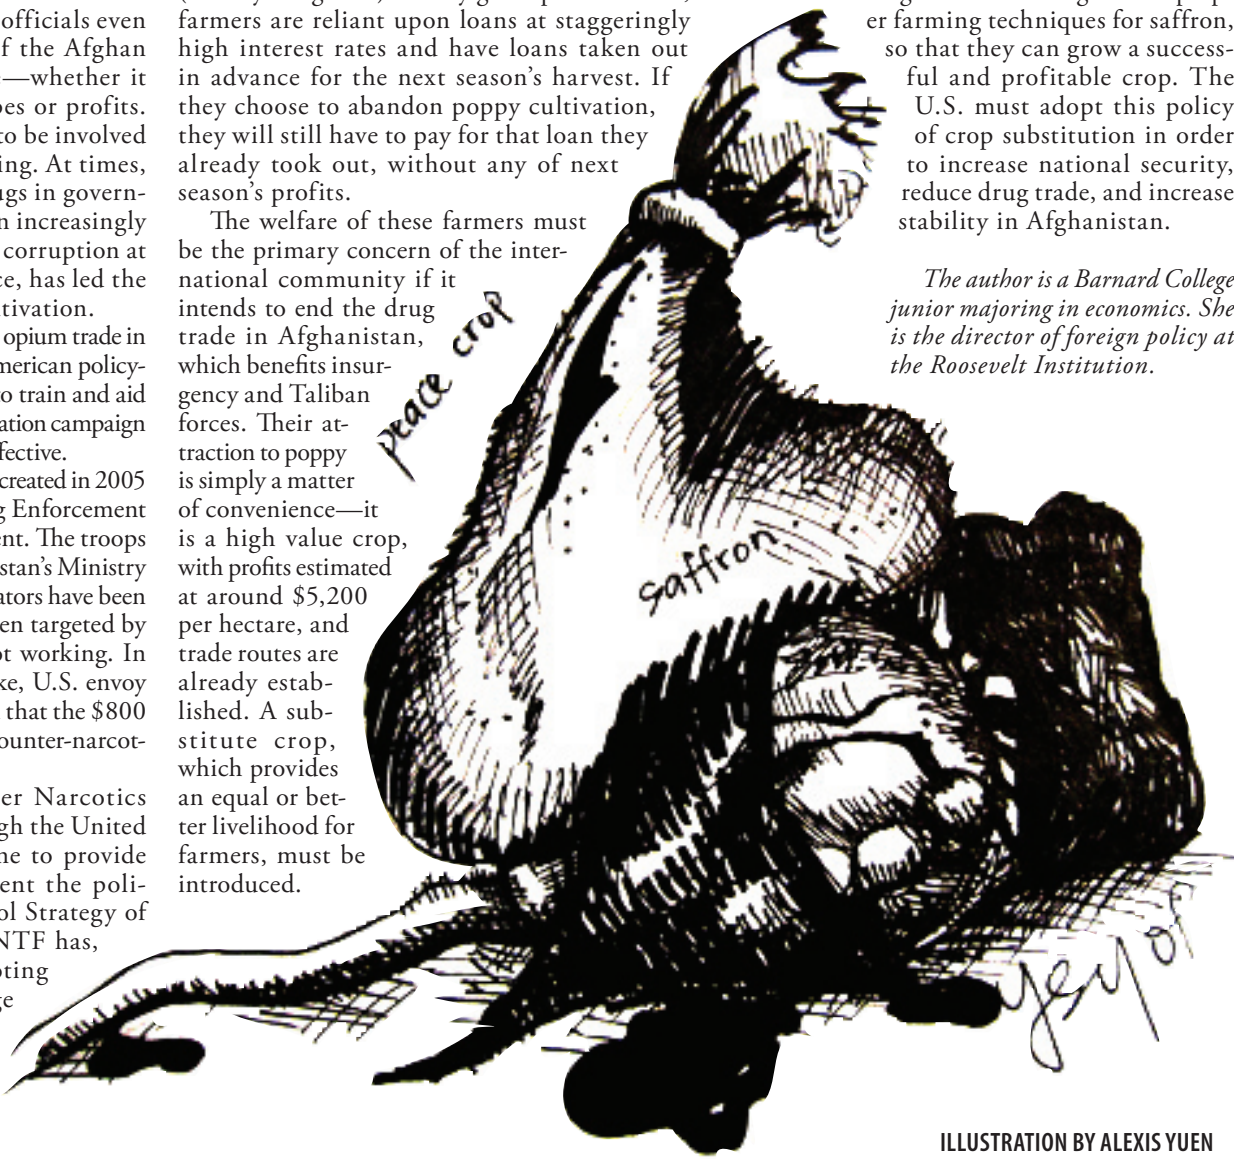 officials even
f the Afghan
—whether it
bes or profits.
to be involved
ing. At times,
ugs in govern-
n increasingly
corruption at
ce, has led the
tivation.
opium trade in
merican policy-
to train and aid
ation campaign
fective.
created in 2005
g Enforcement
ent. The troops
istan's Ministry
ators have been
en targeted by
ot working. In
ke, U.S. envoy
that the $800
ounter-narcot-
er Narcotics
gh the United
me to provide
ent the poli-
ol Strategy of
NTF has,
oting
ge
farmers are reliant upon loans at staggeringly
high interest rates and have loans taken out
in advance for the next season's harvest. If
they choose to abandon poppy cultivation,
they will still have to pay for that loan they
already took out, without any of next
season's profits.
The welfare of these farmers must
be the primary concern of the inter-
national community if it
intends to end the drug
trade in Afghanistan,
which benefits insur-
gency and Taliban
forces. Their at-
traction to poppy
is simply a matter
of convenience—it
is a high value crop,
with profits estimated
at around $5,200
per hectare, and
trade routes are
already estab-
lished. A sub-
stitute crop,
which provides
an equal or bet-
ter livelihood for
farmers, must be
introduced.
peace crop
saffron
er farming techniques for saffron,
so that they can grow a success-
ful and profitable crop. The
U.S. must adopt this policy
of crop substitution in order
to increase national security,
reduce drug trade, and increase
stability in Afghanistan.
The author is a Barnard College
junior majoring in economics. She
is the director of foreign policy at
the Roosevelt Institution.
ILLUSTRATION BY ALEXIS YUEN